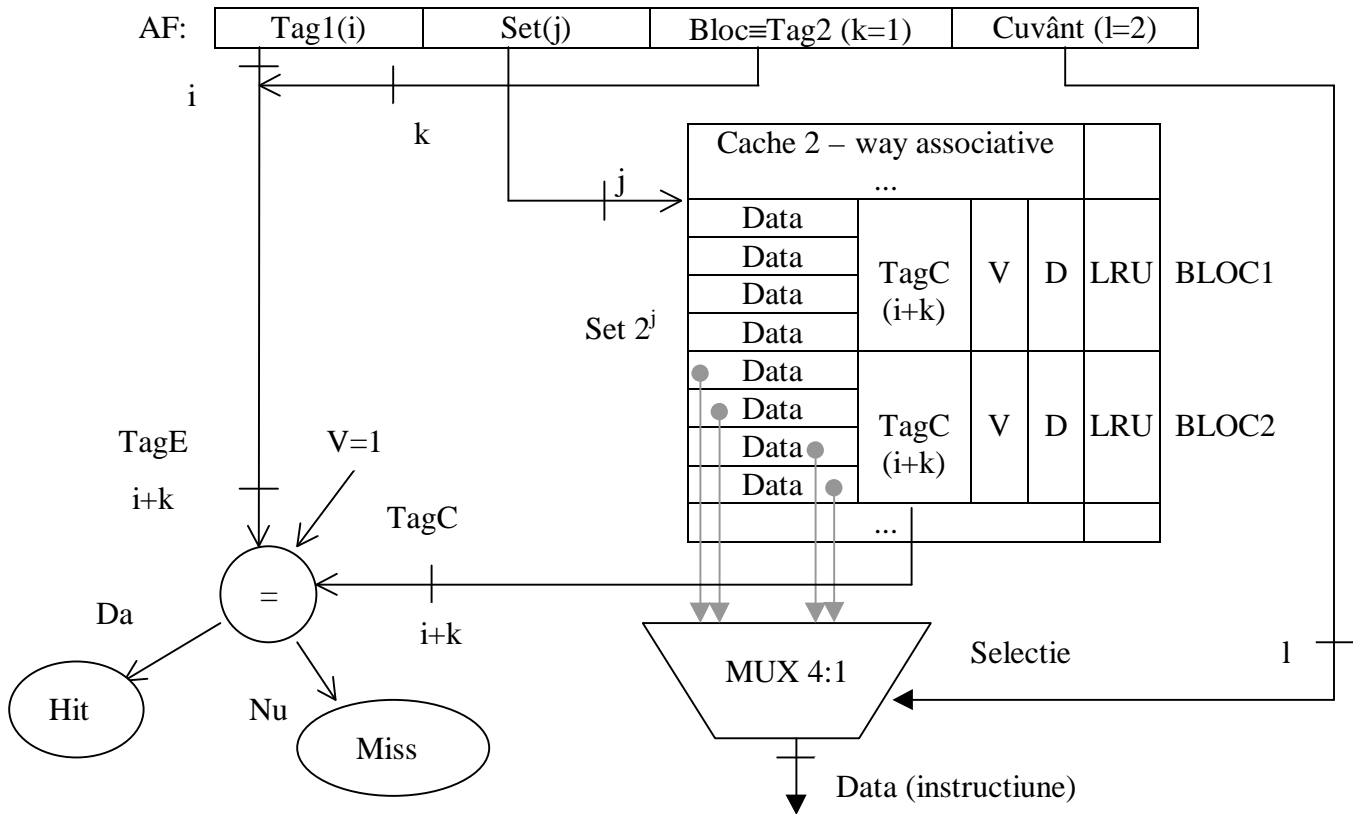 AF: Tag1(i) Set(j) Bloc≡Tag2 (k=1) Cuvânt (l=2)
i
k
j
Cache 2 – way associative
...
Data
Data
Data
Data
TagC
(i+k)
V D LRU BLOC1
Set 2^j
Data
Data
Data
Data
TagC
(i+k)
V D LRU BLOC2
...
TagE
i+k
V=1
TagC
i+k
=
Da
Nu
Hit
Miss
MUX 4:1
Selectie
l
Data (instructiune)